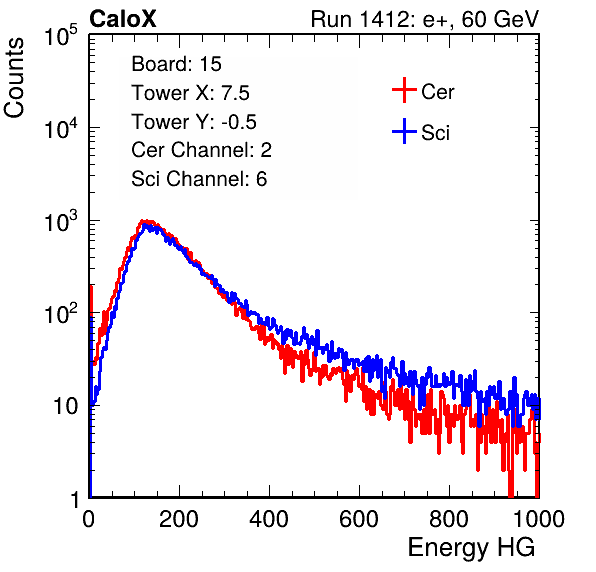 CaloX Run 1412: e+, 60 GeV
Counts
Board: 15
Tower X: 7.5
Tower Y: -0.5
Cer Channel: 2
Sci Channel: 6
Cer
Sci
10^5
10^4
10^3
10^2
10
1
0 200 400 600 800 1000
Energy HG